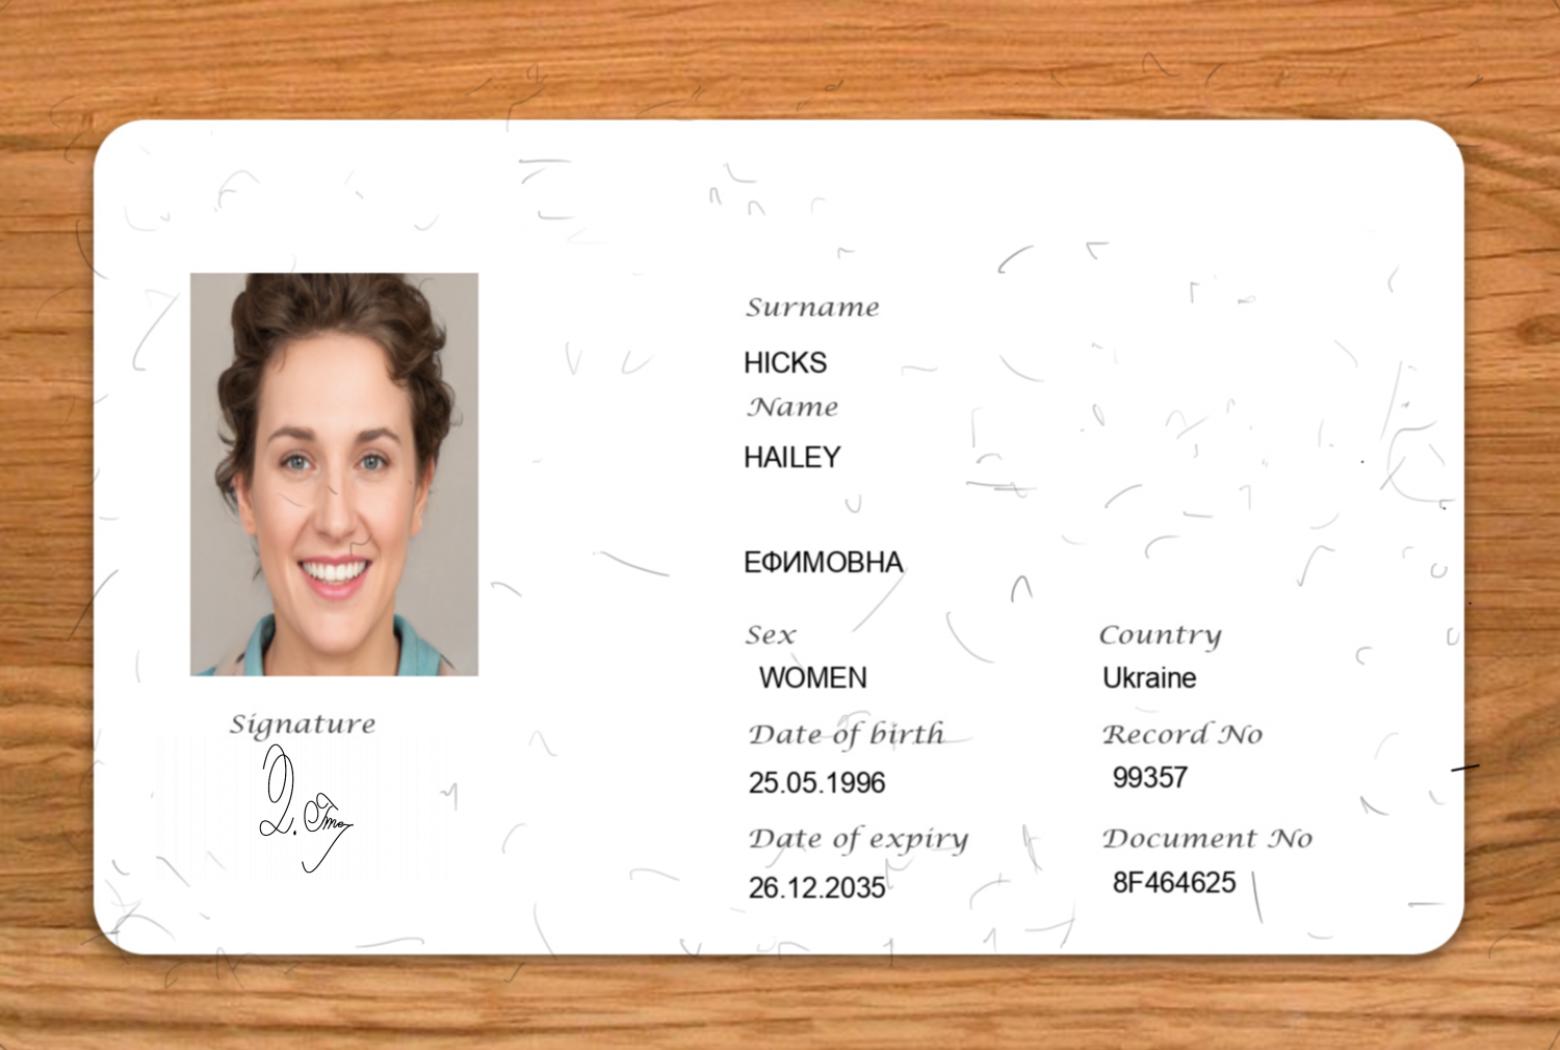 Surname
HICKS
Name
HAILEY
ЕФИМОВНА
Sex
WOMEN
Country
Ukraine
Date of birth
25.05.1996
Record No
99357
Date of expiry
26.12.2035
Document No
8F464625
Signature